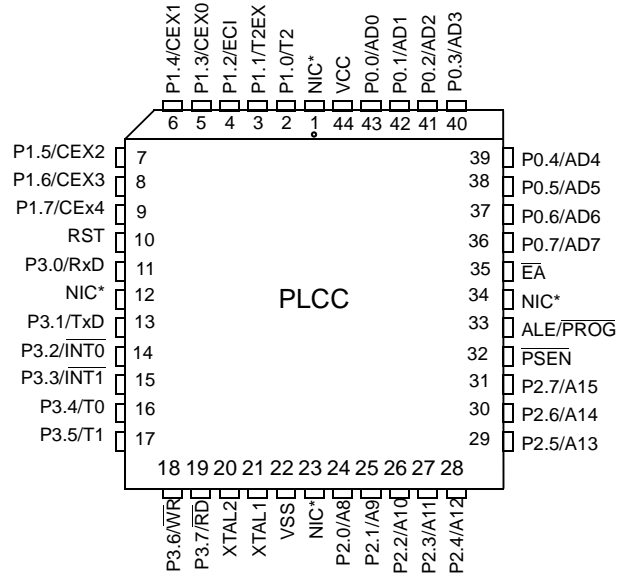 P1.4/CEX1
P1.3/CEX0
P1.2/ECI
P1.1/T2EX
P1.0/T2
NIC*
VCC
P0.0/AD0
P0.1/AD1
P0.2/AD2
P0.3/AD3
6 5 4 3 2 1 44 43 42 41 40
P1.5/CEX2 7
P1.6/CEX3 8
P1.7/CEx4 9
RST 10
P3.0/RxD 11
NIC* 12
P3.1/TxD 13
P3.2/INT0 14
P3.3/INT1 15
P3.4/T0 16
P3.5/T1 17
PLCC
39 P0.4/AD4
38 P0.5/AD5
37 P0.6/AD6
36 P0.7/AD7
35 EA
34 NIC*
33 ALE/PROG
32 PSEN
31 P2.7/A15
30 P2.6/A14
29 P2.5/A13
18 19 20 21 22 23 24 25 26 27 28
P3.6/WR
P3.7/RD
XTAL2
XTAL1
VSS
NIC*
P2.0/A8
P2.1/A9
P2.2/A10
P2.3/A11
P2.4/A12